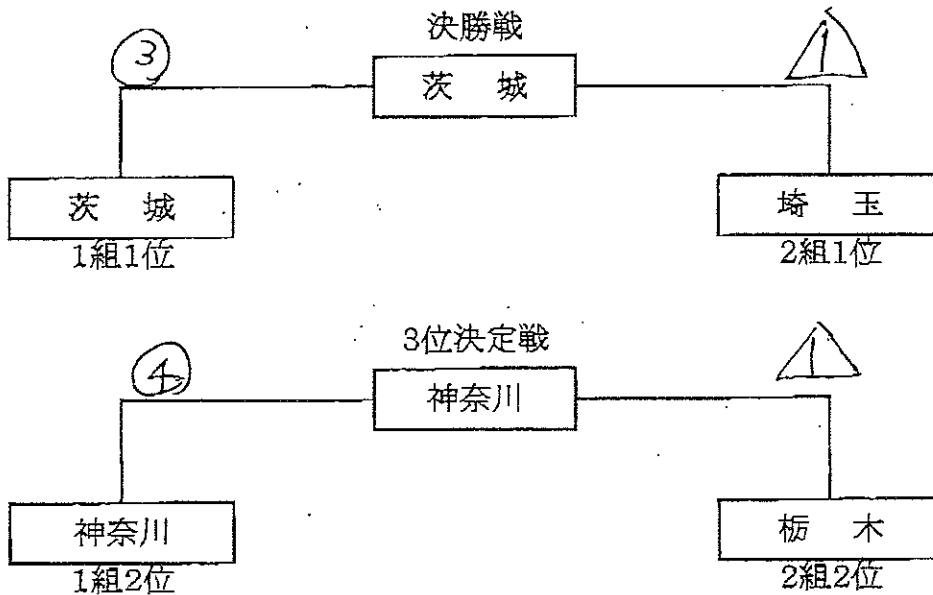 決勝戦
③ 茨 城 1
茨 城 埼 玉
1組1位 2組1位
3位決定戦
④ 神奈川 1
神奈川 栃 木
1組2位 2組2位